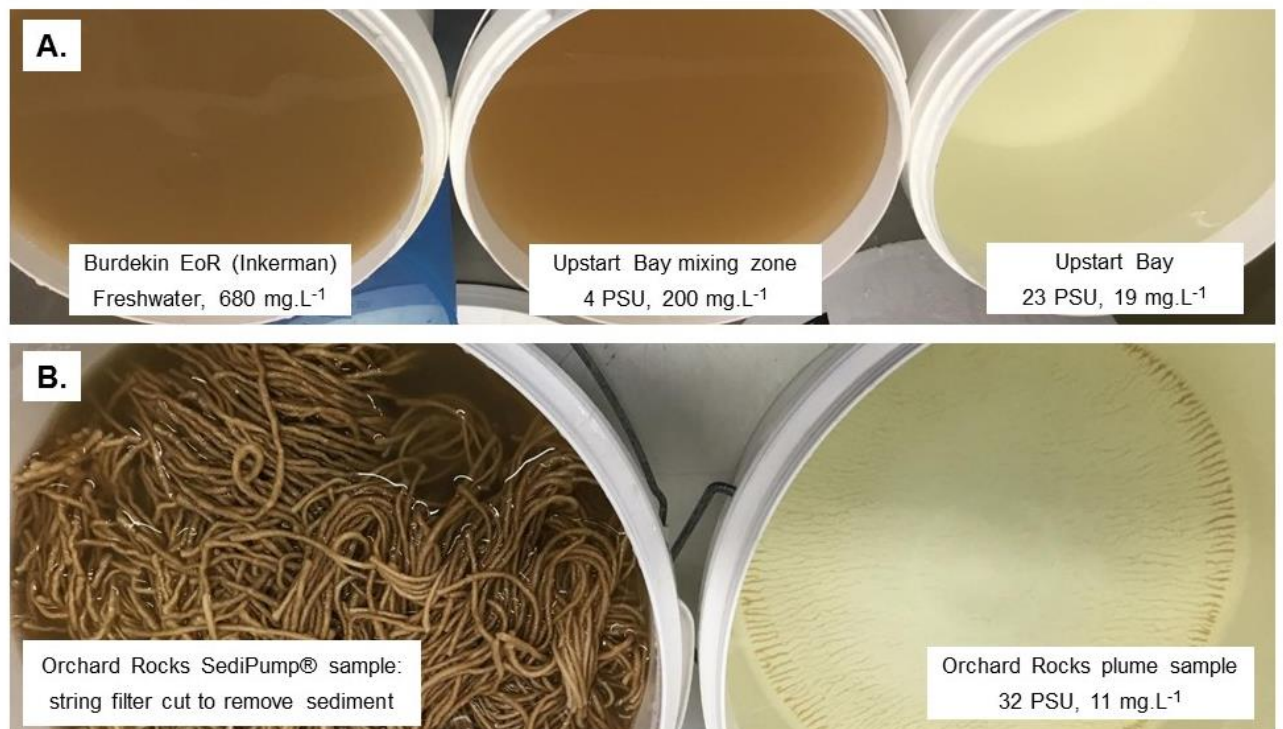 A.
Burdekin EoR (Inkerman)
Freshwater, 680 mg.L⁻¹
Upstart Bay mixing zone
4 PSU, 200 mg.L⁻¹
Upstart Bay
23 PSU, 19 mg.L⁻¹
B.
Orchard Rocks SediPump® sample:
string filter cut to remove sediment
Orchard Rocks plume sample
32 PSU, 11 mg.L⁻¹